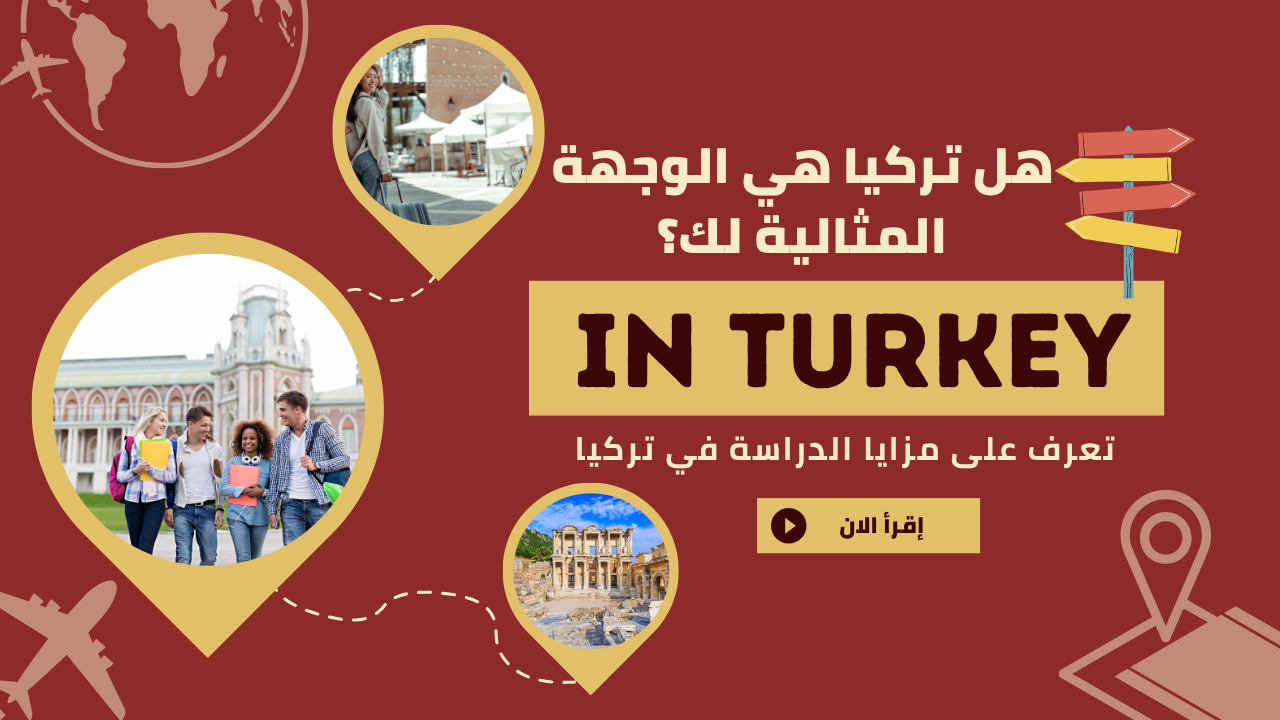 هل تركيا هي الوجهة
المثالية لك؟
IN TURKEY
تعرف على مزايا الدراسة في تركيا
إقرأ الان